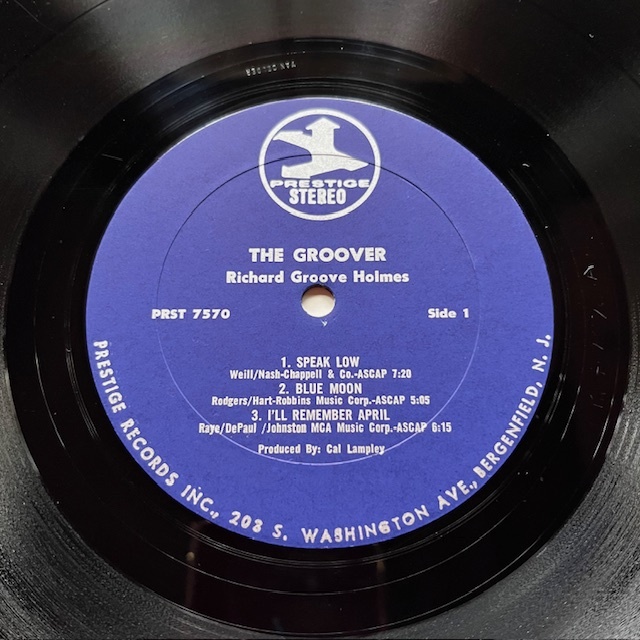 PRESTIGE
STEREO
THE GROOVER
Richard Groove Holmes
PRST 7570
Side 1
1. SPEAK LOW
Weill/Nash-Chappell & Co.-ASCAP 7:20
2. BLUE MOON
Rodgers/Hart-Robbins Music Corp.-ASCAP 5:05
3. I'LL REMEMBER APRIL
Raye/DePaul /Johnston MCA Music Corp.-ASCAP 6:15
Produced By: Cal Lampley
PRESTIGE RECORDS INC., 203 S. WASHINGTON AVE., BERGENFIELD, N. J.